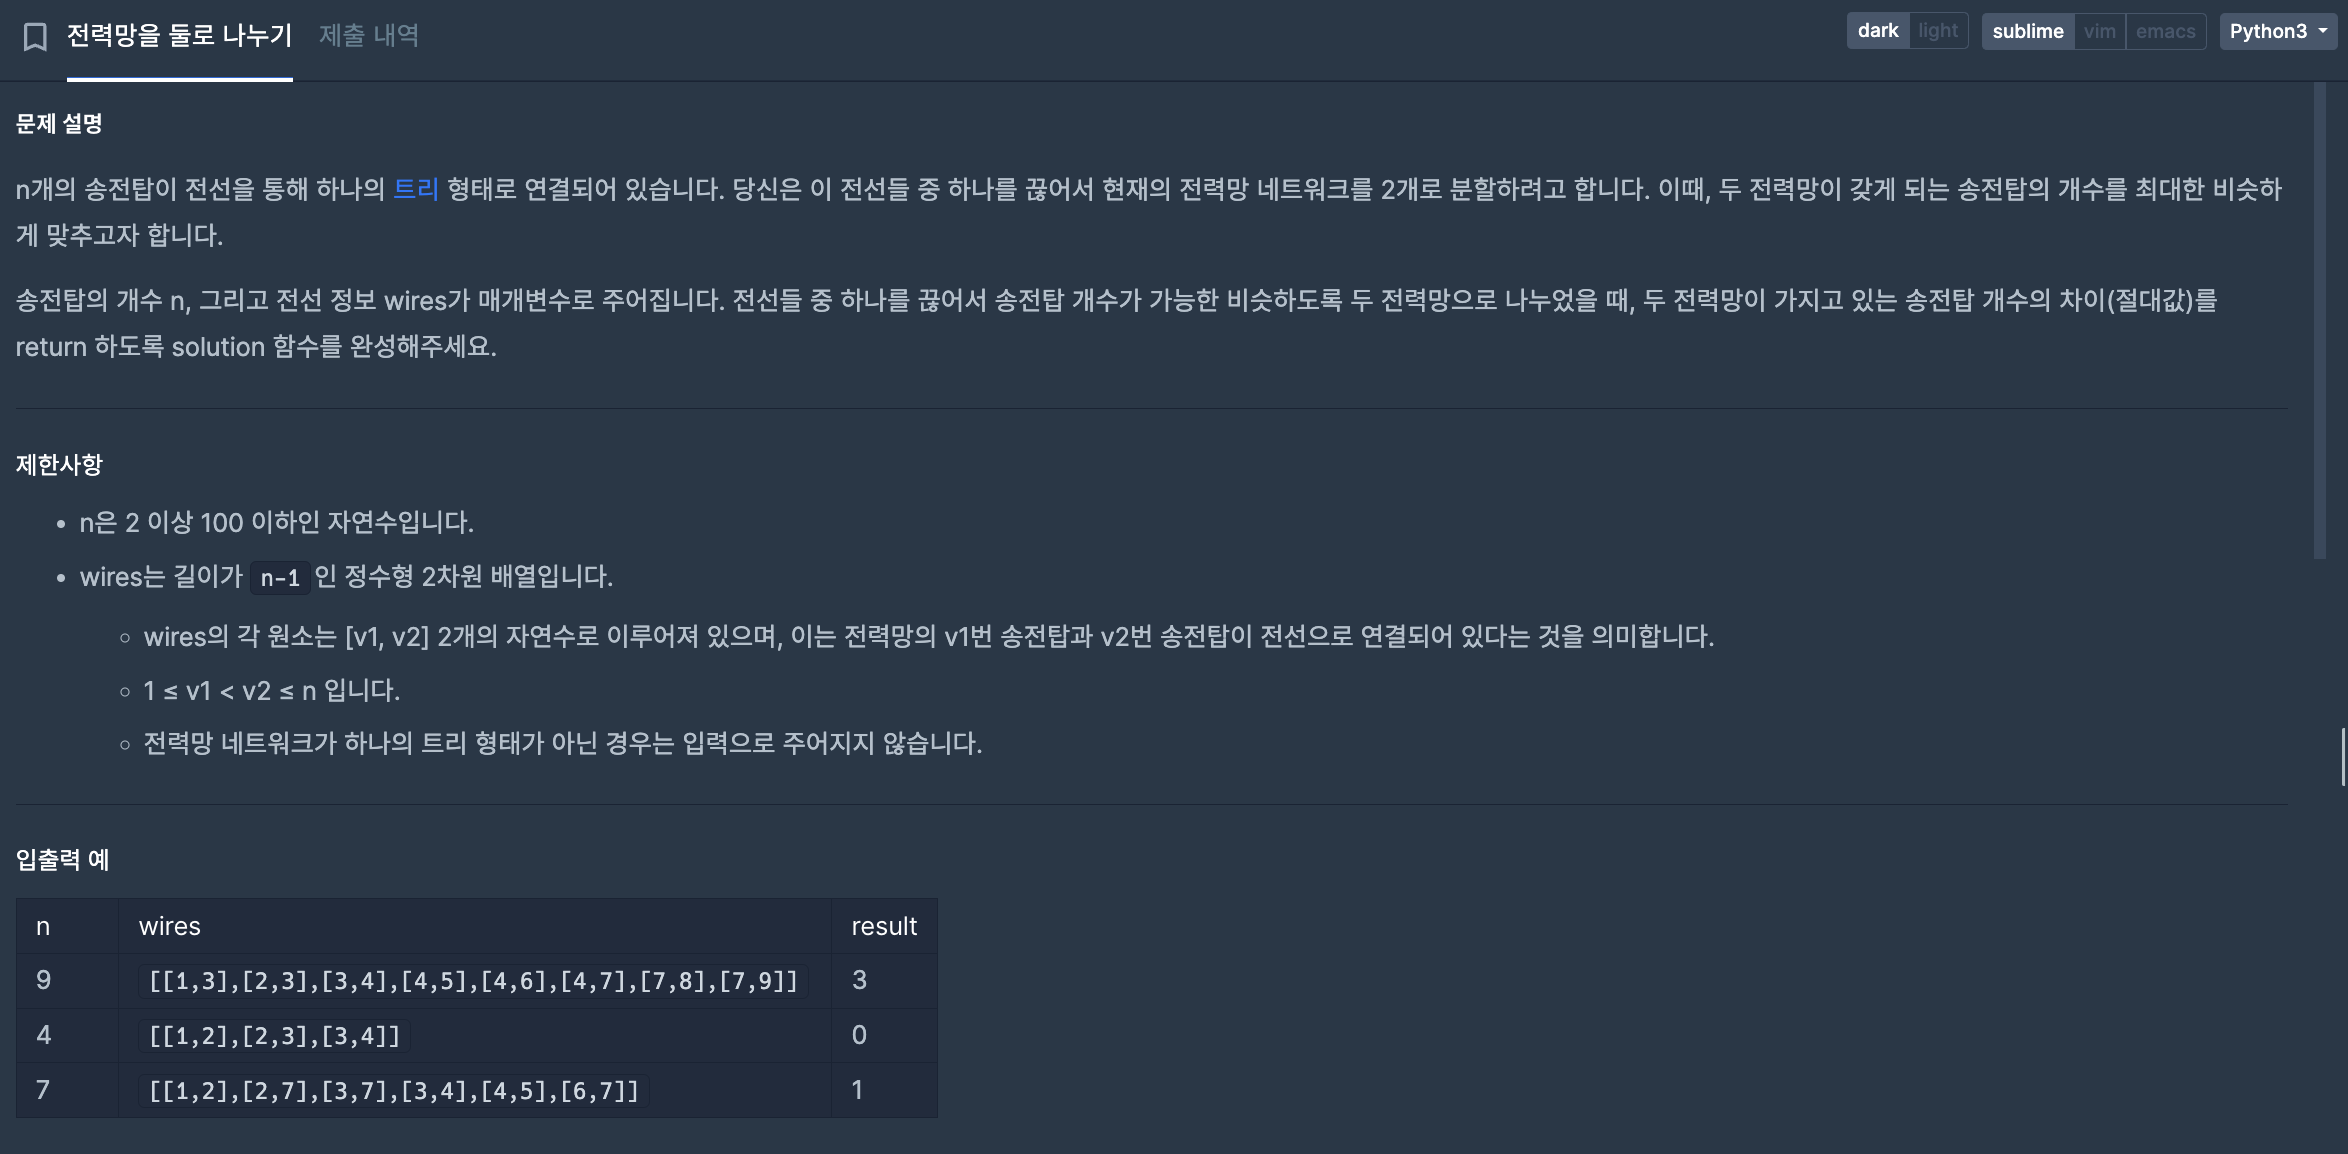 전력망을 둘로 나누기 제출 내역 dark light sublime vim emacs Python3
문제 설명
n개의 송전탑이 전선을 통해 하나의 트리 형태로 연결되어 있습니다. 당신은 이 전선들 중 하나를 끊어서 현재의 전력망 네트워크를 2개로 분할하려고 합니다. 이때, 두 전력망이 갖게 되는 송전탑의 개수를 최대한 비슷하
게 맞추고자 합니다.
송전탑의 개수 n, 그리고 전선 정보 wires가 매개변수로 주어집니다. 전선들 중 하나를 끊어서 송전탑 개수가 가능한 비슷하도록 두 전력망으로 나누었을 때, 두 전력망이 가지고 있는 송전탑 개수의 차이(절대값)를
return 하도록 solution 함수를 완성해주세요.
제한사항
• n은 2 이상 100 이하인 자연수입니다.
• wires는 길이가 n-1 인 정수형 2차원 배열입니다.
◦ wires의 각 원소는 [v1, v2] 2개의 자연수로 이루어져 있으며, 이는 전력망의 v1번 송전탑과 v2번 송전탑이 전선으로 연결되어 있다는 것을 의미합니다.
◦ 1 ≤ v1 < v2 ≤ n 입니다.
◦ 전력망 네트워크가 하나의 트리 형태가 아닌 경우는 입력으로 주어지지 않습니다.
입출력 예
n wires result
9 [[1,3],[2,3],[3,4],[4,5],[4,6],[4,7],[7,8],[7,9]] 3
4 [[1,2],[2,3],[3,4]] 0
7 [[1,2],[2,7],[3,7],[3,4],[4,5],[6,7]] 1